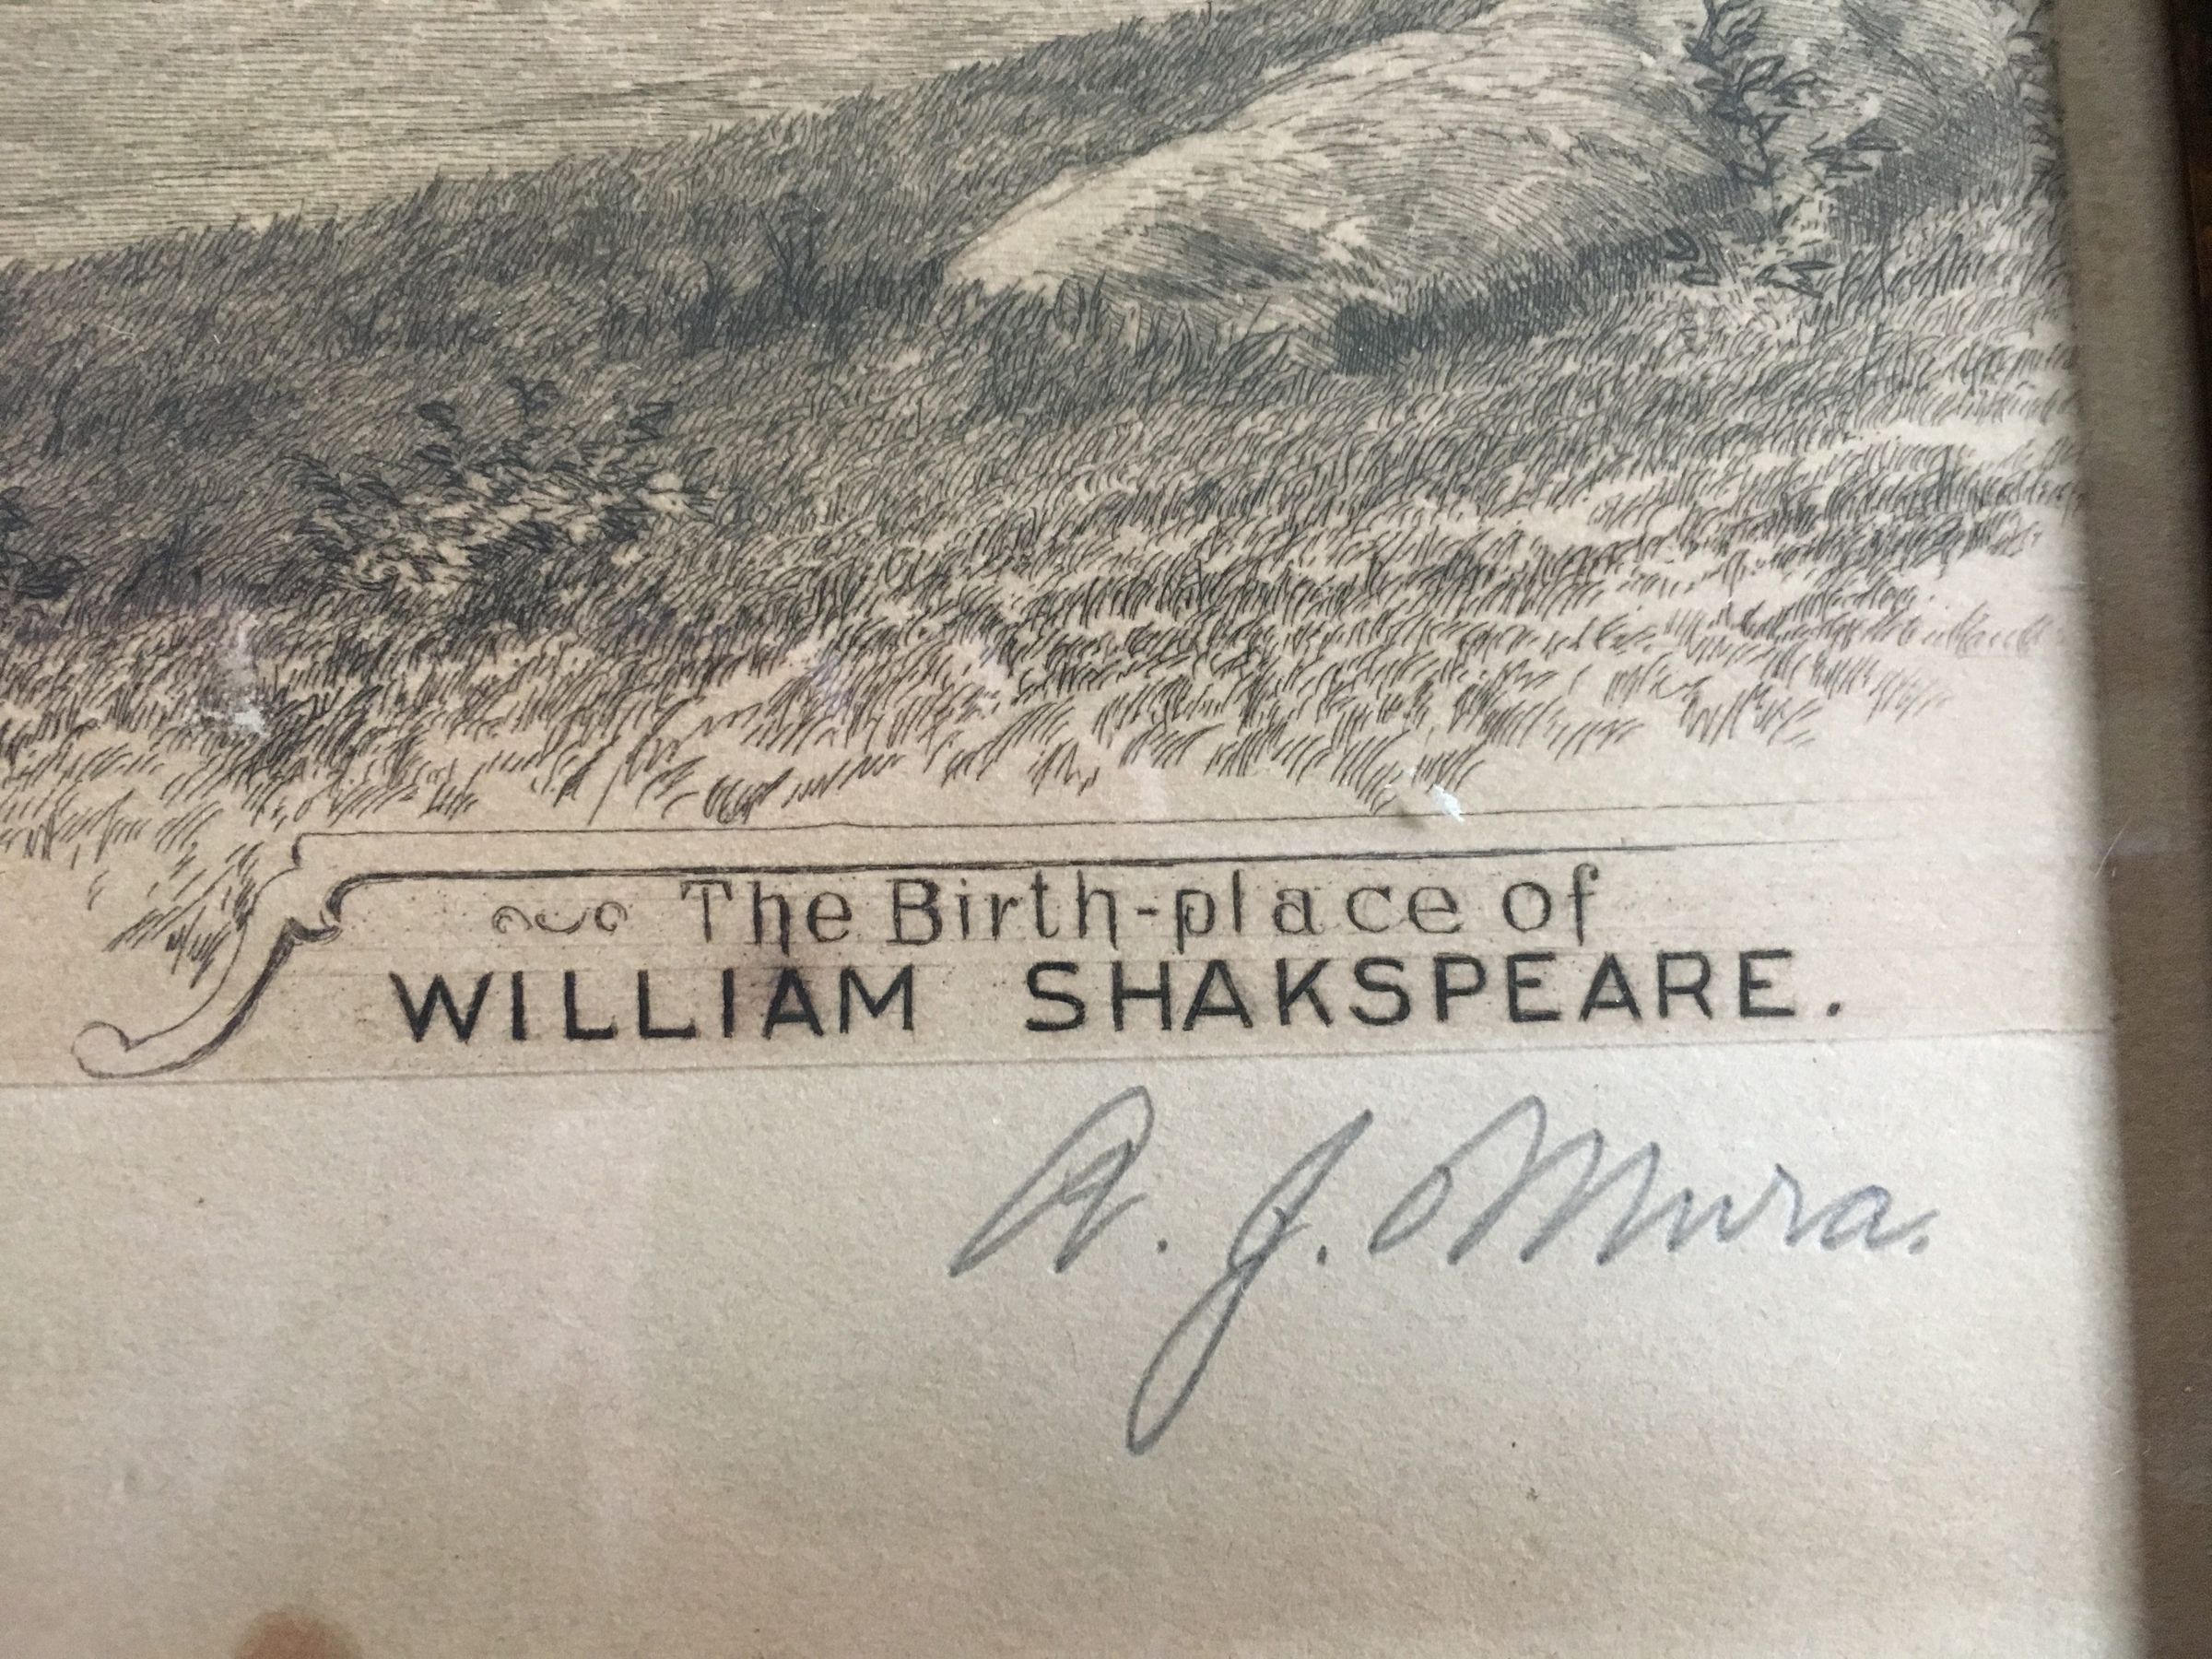 The Birth-place of
WILLIAM SHAKSPEARE.
A. J. Mura.